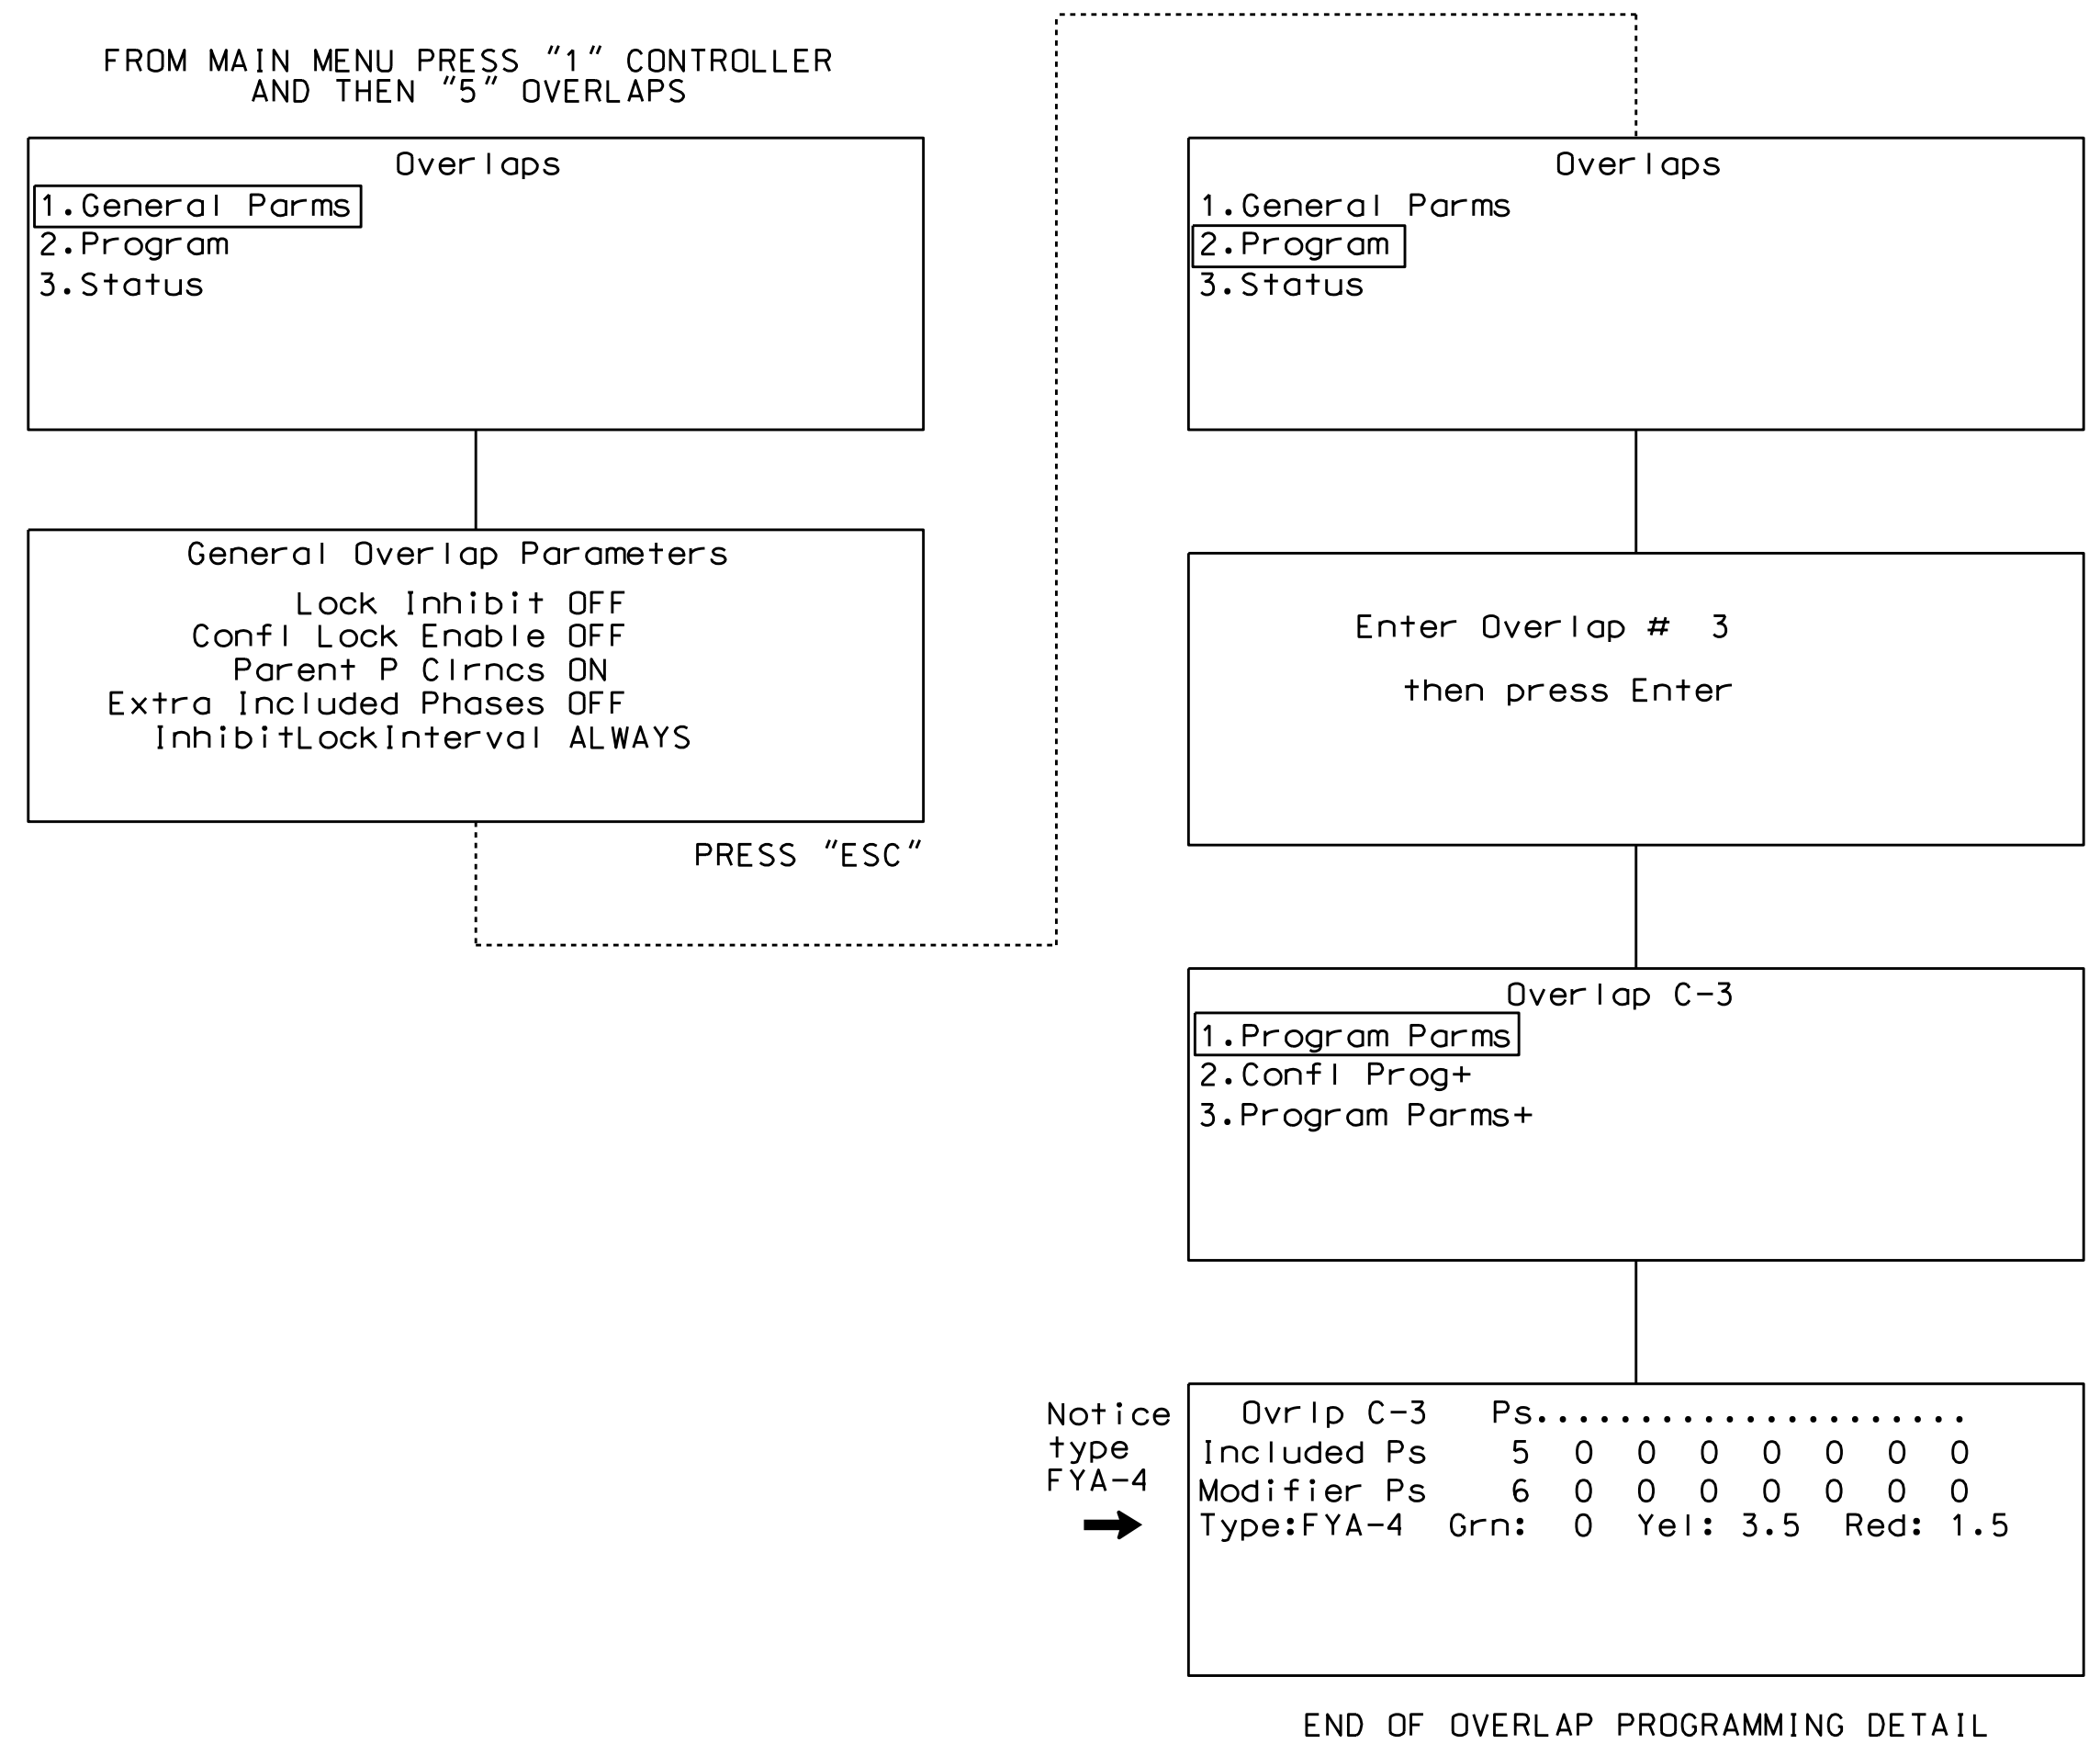 FROM MAIN MENU PRESS "1" CONTROLLER
AND THEN "5" OVERLAPS
Overlaps
1.General Parms
2.Program
3.Status
General Overlap Parameters
Lock Inhibit OFF
Confl Lock Enable OFF
Parent P Clrncs ON
Extra Included Phases OFF
InhibitLockInterval ALWAYS
PRESS "ESC"
Overlaps
1.General Parms
2.Program
3.Status
Enter Overlap # 3
then press Enter
Overlap C-3
1.Program Parms
2.Confl Prog+
3.Program Parms+
Notice
type
FYA-4
Ovrlp C-3 Ps.....................
Included Ps 5 0 0 0 0 0 0 0
Modifier Ps 6 0 0 0 0 0 0 0
Type:FYA-4 Grn: 0 Yel: 3.5 Red: 1.5
END OF OVERLAP PROGRAMMING DETAIL